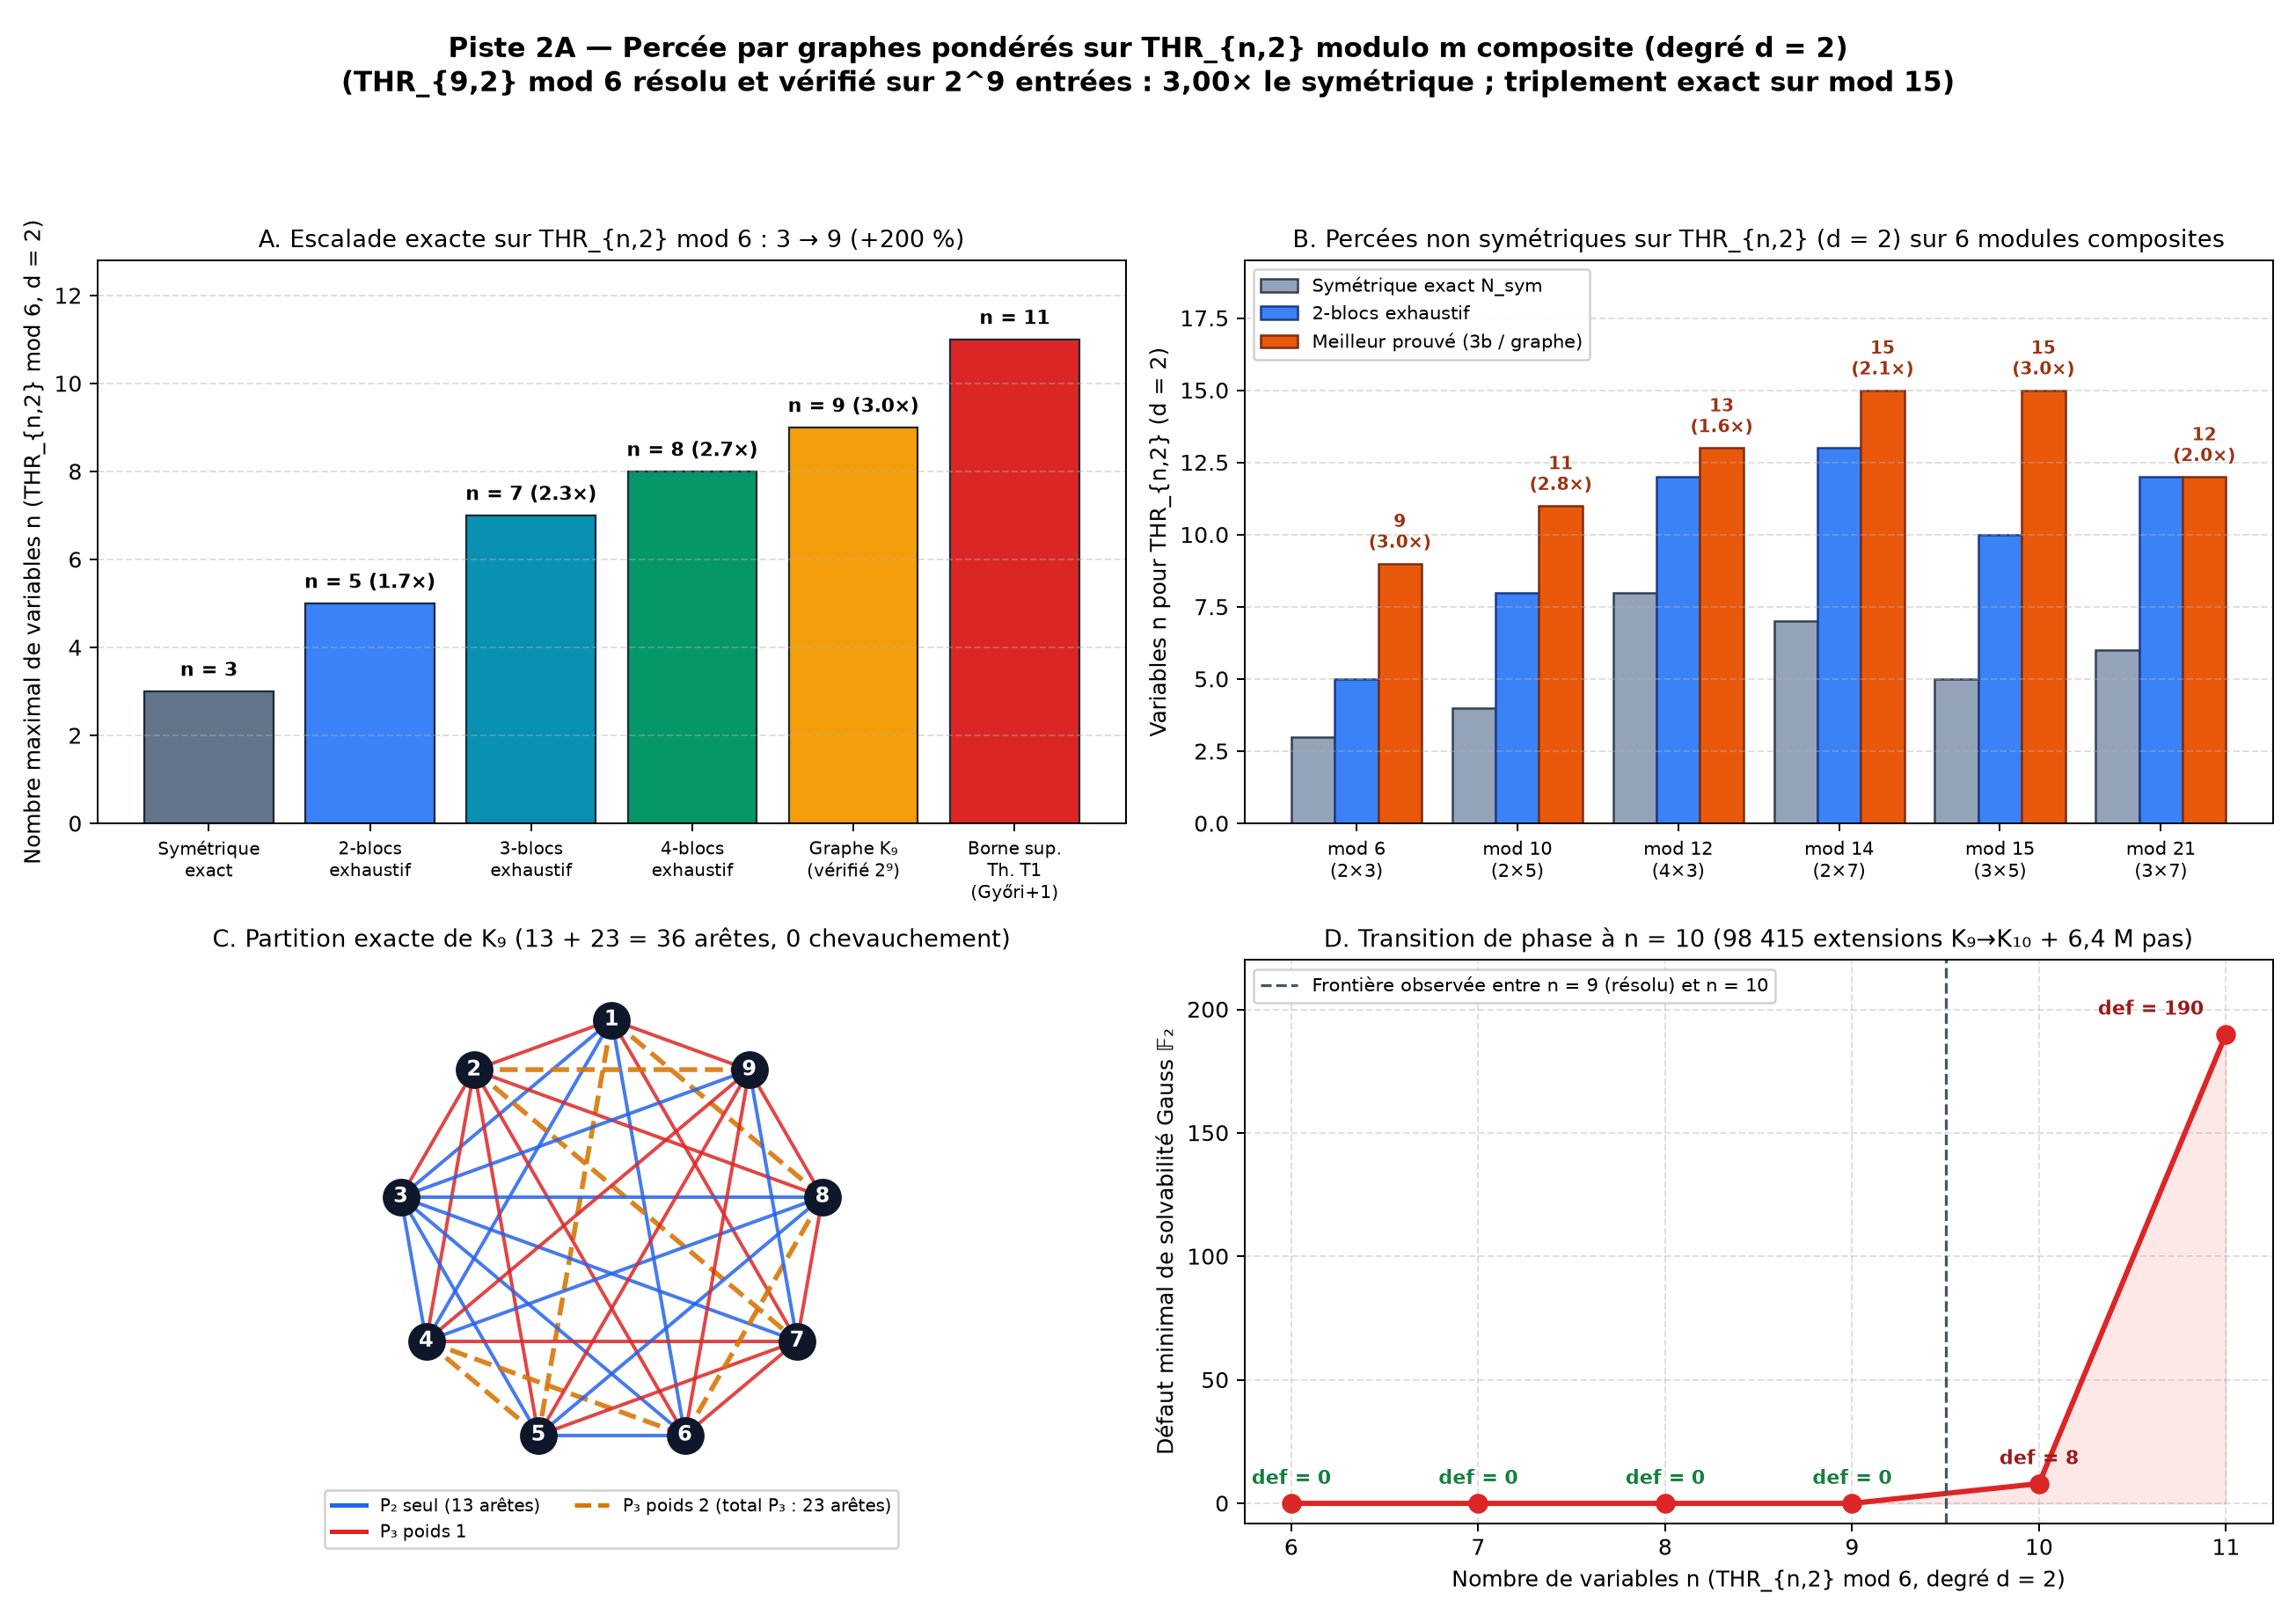 Piste 2A — Percée par graphes pondérés sur THR_{n,2} modulo m composite (degré d = 2)
(THR_{9,2} mod 6 résolu et vérifié sur 2^9 entrées : 3,00× le symétrique ; triplement exact sur mod 15)
A. Escalade exacte sur THR_{n,2} mod 6 : 3 → 9 (+200 %)
Nombre maximal de variables n (THR_{n,2} mod 6, d = 2)
12
10
8
6
4
2
0
n = 3
n = 5 (1.7×)
n = 7 (2.3×)
n = 8 (2.7×)
n = 9 (3.0×)
n = 11
Symétrique
exact
2-blocs
exhaustif
3-blocs
exhaustif
4-blocs
exhaustif
Graphe K₉
(vérifié 2⁹)
Borne sup.
Th. T1
(Győri+1)
B. Percées non symétriques sur THR_{n,2} (d = 2) sur 6 modules composites
Variables n pour THR_{n,2} (d = 2)
17.5
15.0
12.5
10.0
7.5
5.0
2.5
0.0
Symétrique exact N_sym
2-blocs exhaustif
Meilleur prouvé (3b / graphe)
9
(3.0×)
11
(2.8×)
13
(1.6×)
15
(2.1×)
15
(3.0×)
12
(2.0×)
mod 6
(2×3)
mod 10
(2×5)
mod 12
(4×3)
mod 14
(2×7)
mod 15
(3×5)
mod 21
(3×7)
C. Partition exacte de K₉ (13 + 23 = 36 arêtes, 0 chevauchement)
1
2
9
3
8
4
7
5
6
P₂ seul (13 arêtes)
P₃ poids 1
P₃ poids 2 (total P₃ : 23 arêtes)
D. Transition de phase à n = 10 (98 415 extensions K₉→K₁₀ + 6,4 M pas)
Défaut minimal de solvabilité Gauss 𝔽₂
200
150
100
50
0
Frontière observée entre n = 9 (résolu) et n = 10
def = 0
def = 0
def = 0
def = 0
def = 8
def = 190
6
7
8
9
10
11
Nombre de variables n (THR_{n,2} mod 6, degré d = 2)